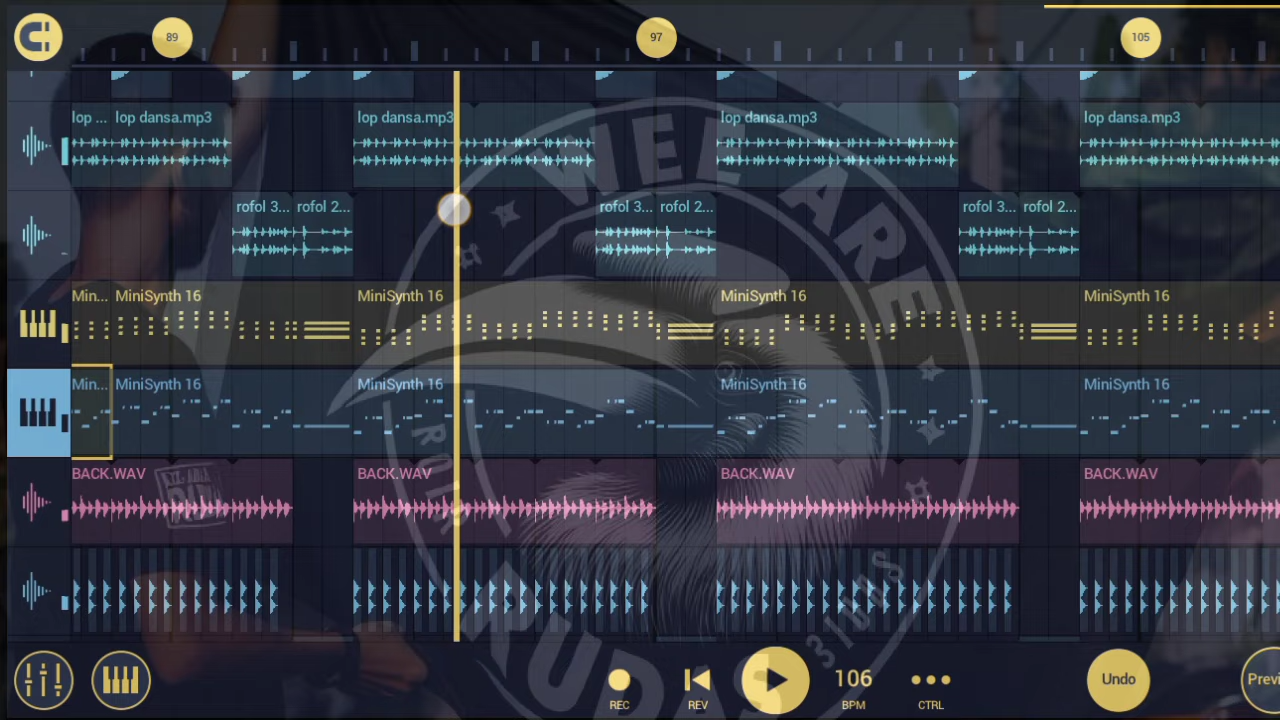 89 97 105
lop ... lop dansa.mp3 lop dansa.mp3 lop dansa.mp3 lop dansa.mp3
rofol 3... rofol 2... rofol 3... rofol 2... rofol 3... rofol 2...
Min... MiniSynth 16 MiniSynth 16 MiniSynth 16 MiniSynth 16
Min... MiniSynth 16 MiniSynth 16 MiniSynth 16 MiniSynth 16
BACK.WAV BACK.WAV BACK.WAV BACK.WAV
REC REV 106 BPM CTRL Undo Previ
WEE ARE
RUDAS